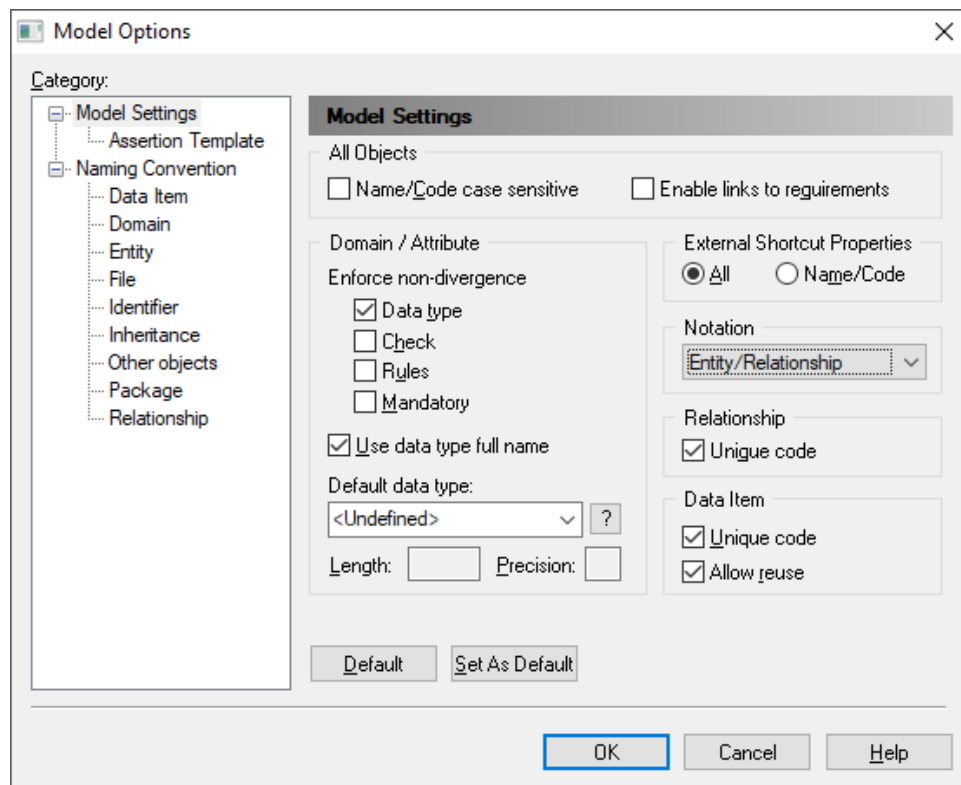 Model Options
Category:
Model Settings
Assertion Template
Naming Convention
Data Item
Domain
Entity
File
Identifier
Inheritance
Other objects
Package
Relationship
Model Settings
All Objects
Name/Code case sensitive
Enable links to requirements
Domain / Attribute
Enforce non-divergence
Data type
Check
Rules
Mandatory
Use data type full name
Default data type:
<Undefined>
?
Length:
Precision:
External Shortcut Properties
All
Name/Code
Notation
Entity/Relationship
Relationship
Unique code
Data Item
Unique code
Allow reuse
Default
Set As Default
OK
Cancel
Help